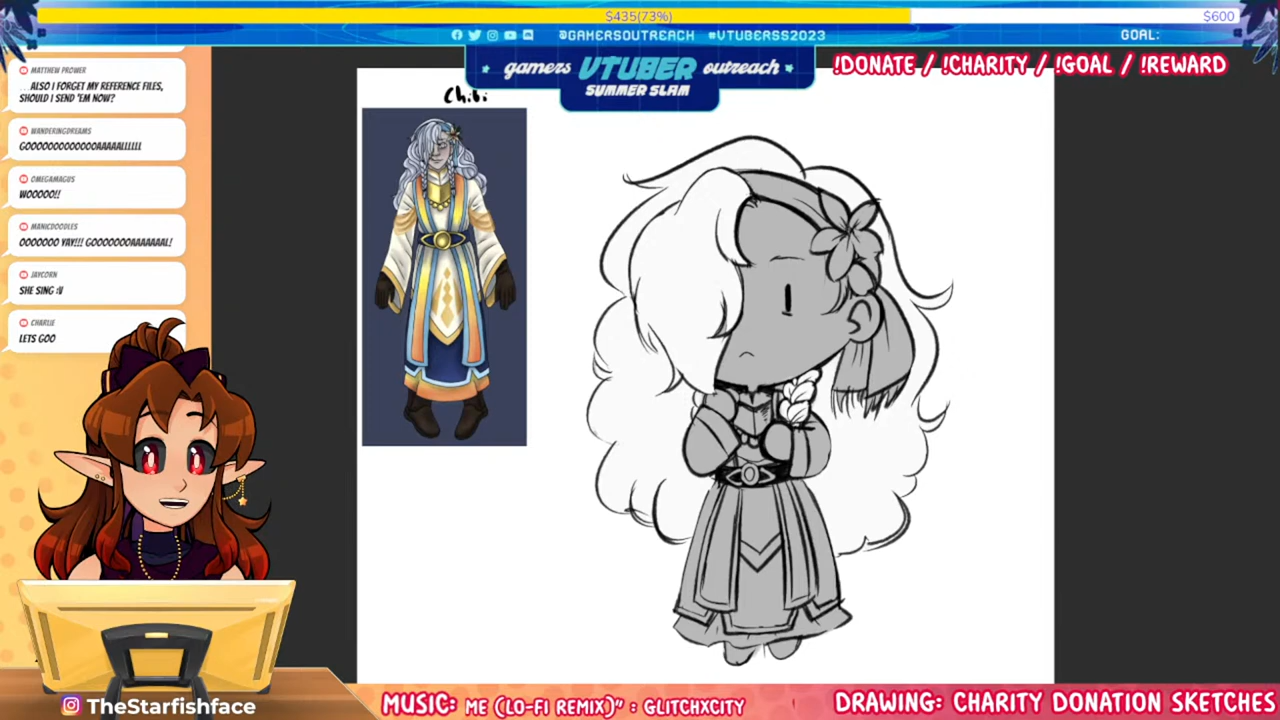 $435(73%)
$600
@GAMERSOUTREACH #VTUBERSS2023
GOAL:
gamers VTUBER outreach
SUMMER SLAM
!DONATE / !CHARITY / !GOAL / !REWARD
Chibi
MATTHEW PROWER
...ALSO I FORGET MY REFERENCE FILES,
SHOULD I SEND 'EM NOW?
WANDERINGDREAMS
GOOOOOOOOOOOOOAAAALLLLLL
OMEGAMAGUS
WOOOOO!!
MANICDOODLES
OOOOOOO YAY!!! GOOOOOOOAAAAAAAL!
JAYCORN
SHE SING :V
CHARLIE
LETS GOO
TheStarfishface
MUSIC: ME (LO-FI REMIX)" : GLITCHXCITY
DRAWING: CHARITY DONATION SKETCHES